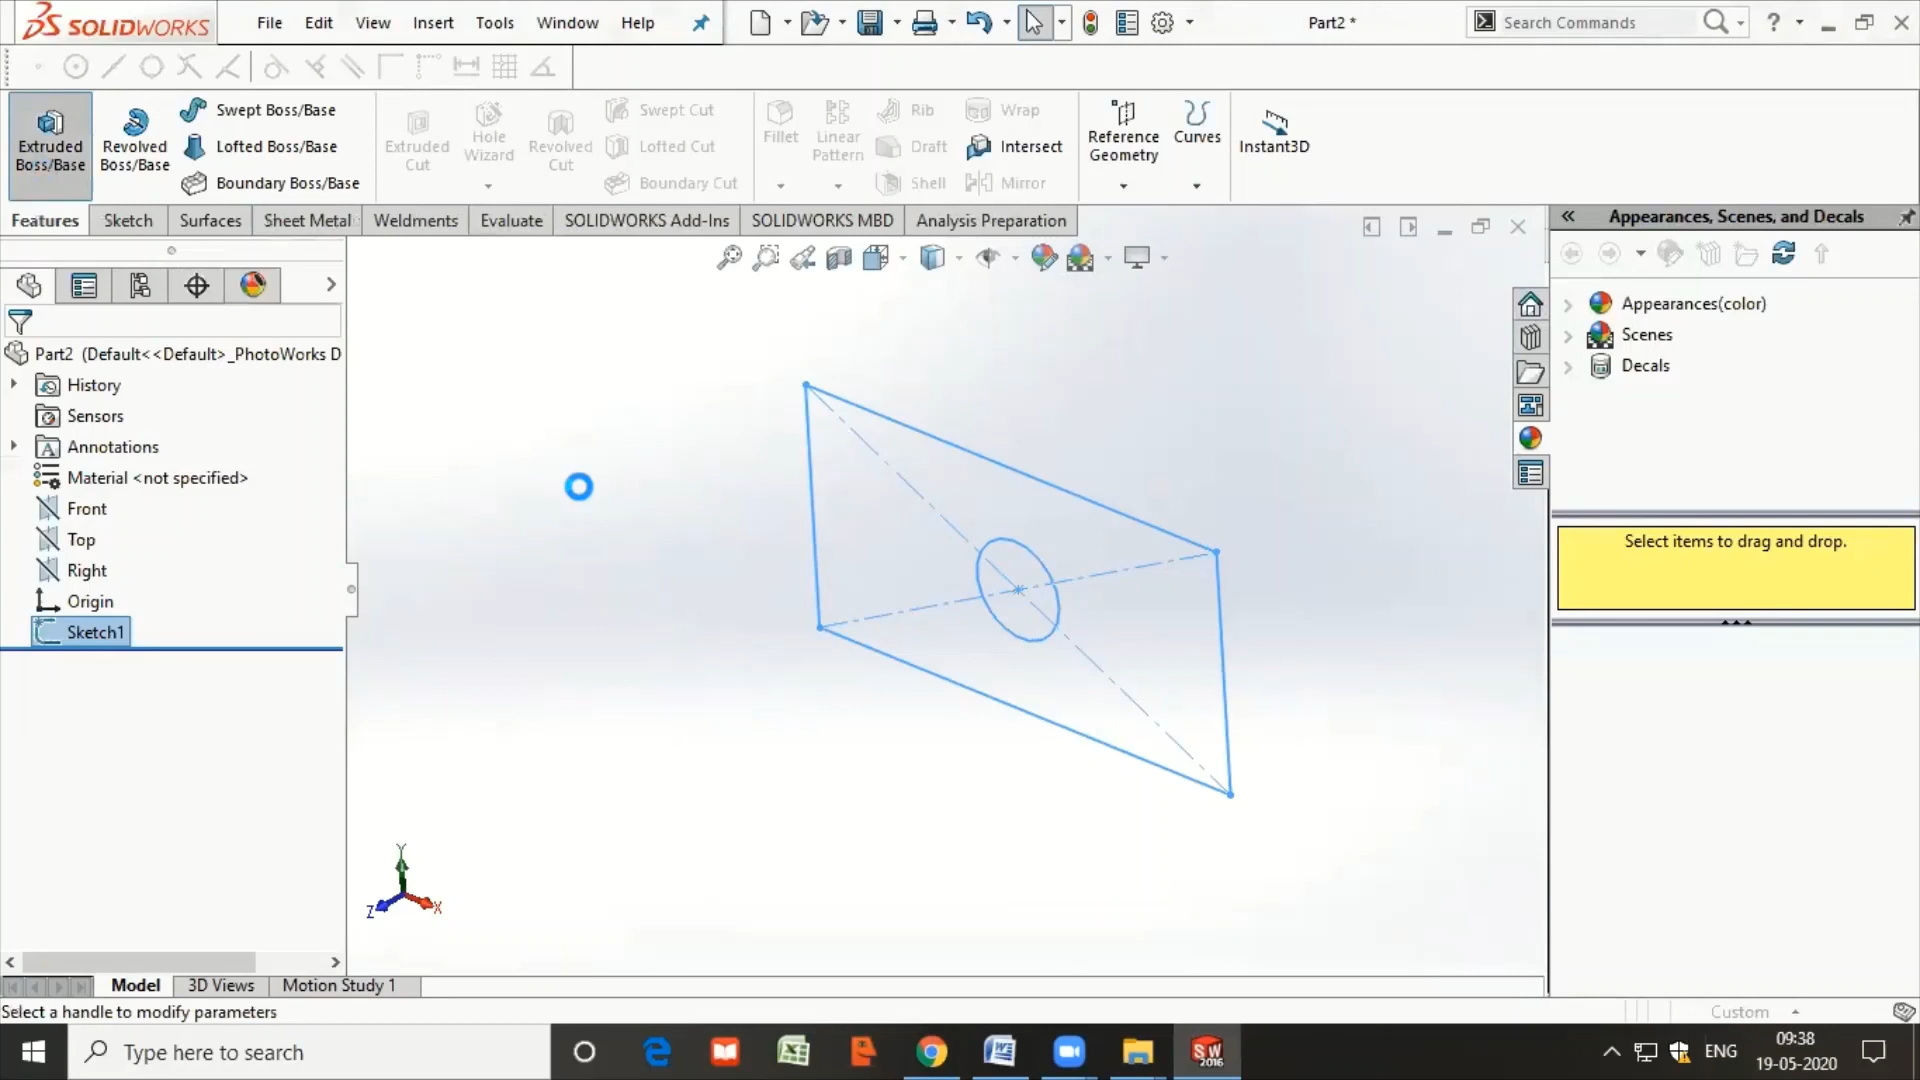 SOLIDWORKS File Edit View Insert Tools Window Help Part2 * Search Commands ?
Extruded Boss/Base
Revolved Boss/Base
Swept Boss/Base
Lofted Boss/Base
Boundary Boss/Base
Extruded Cut
Hole Wizard
Revolved Cut
Swept Cut
Lofted Cut
Boundary Cut
Fillet
Linear Pattern
Rib
Draft
Shell
Wrap
Intersect
Mirror
Reference Geometry
Curves
Instant3D
Features Sketch Surfaces Sheet Metal Weldments Evaluate SOLIDWORKS Add-Ins SOLIDWORKS MBD Analysis Preparation
Appearances, Scenes, and Decals
Appearances(color)
Scenes
Decals
Select items to drag and drop.
Part2 (Default<<Default>_PhotoWorks D
History
Sensors
Annotations
Material <not specified>
Front
Top
Right
Origin
Sketch1
Y
Z
X
Model 3D Views Motion Study 1
Select a handle to modify parameters
Custom
Type here to search
SW 2016
ENG
09:38
19-05-2020